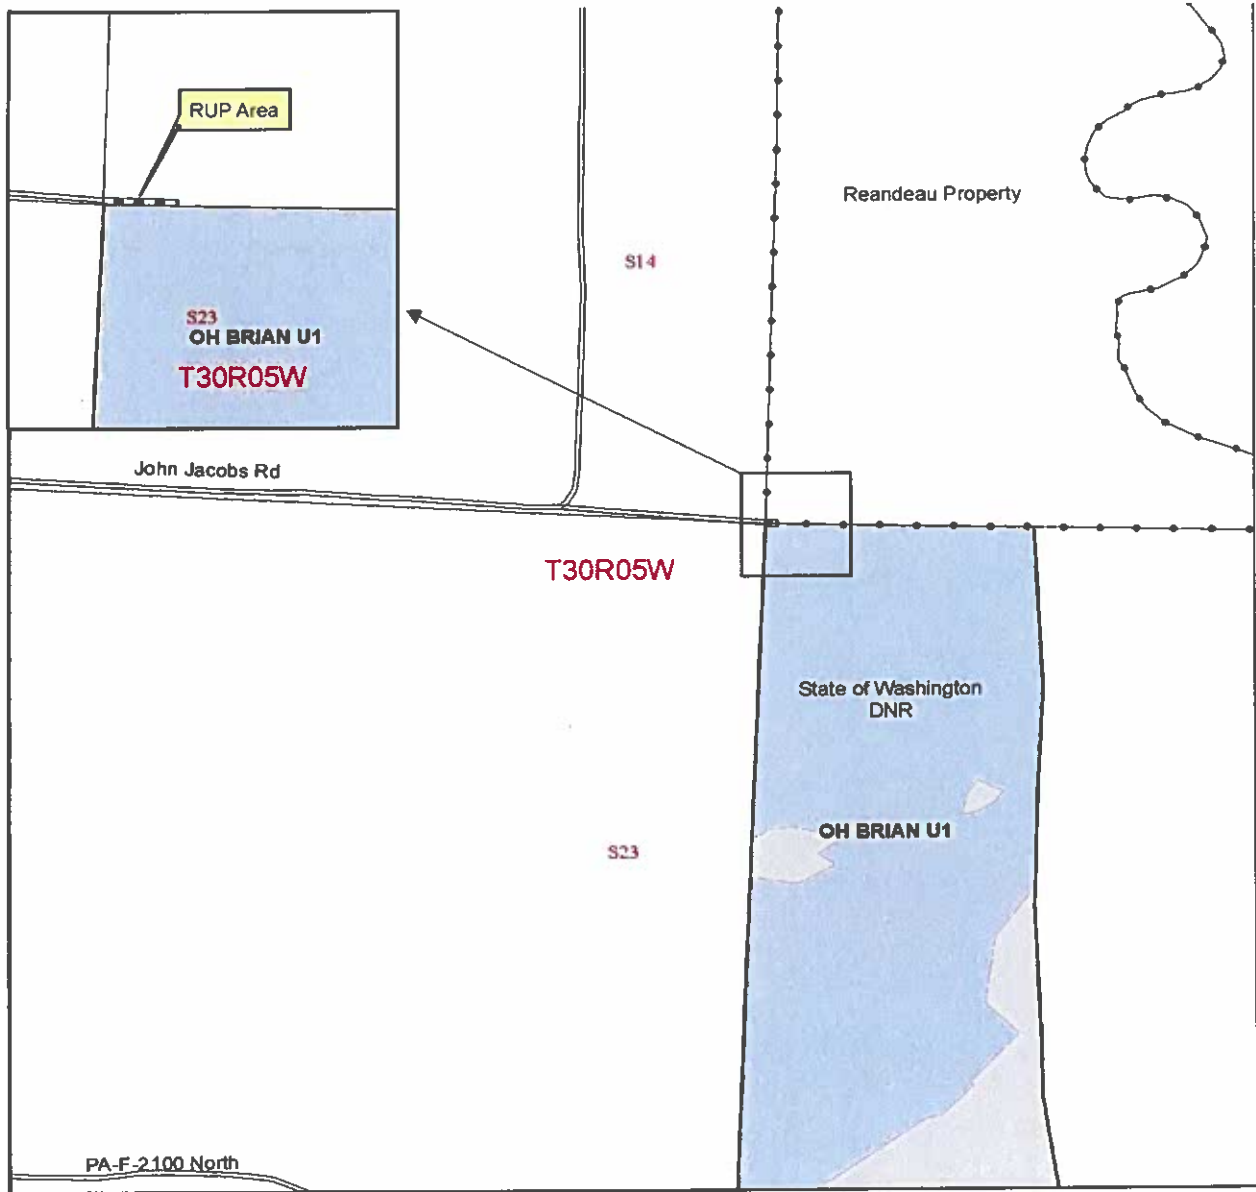 RUP Area
S23
OH BRIAN U1
T30R05W
Reandeau Property
S14
John Jacobs Rd
T30R05W
State of Washington
DNR
OH BRIAN U1
S23
PA-F-2100 North